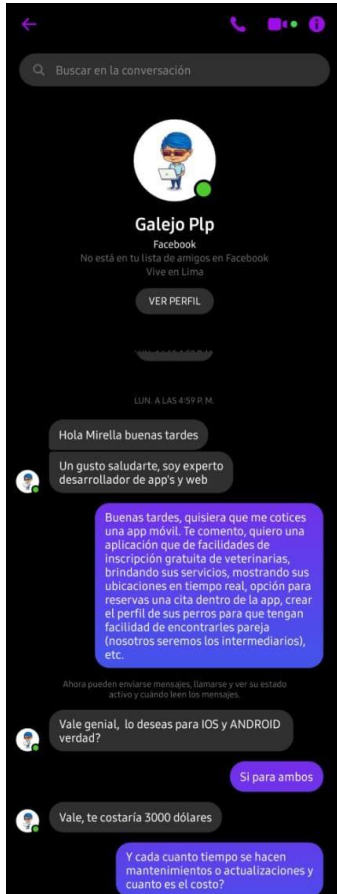 Buscar en la conversación
Galejo Plp
Facebook
No está en tu lista de amigos en Facebook
Vive en Lima
VER PERFIL
LUN. A LAS 4:59 P. M.
Hola Mirella buenas tardes
Un gusto saludarte, soy experto
desarrollador de app's y web
Buenas tardes, quisiera que me cotices
una app móvil. Te comento, quiero una
aplicación que de facilidades de
inscripción gratuita de veterinarias,
brindando sus servicios, mostrando sus
ubicaciones en tiempo real, opción para
reservas una cita dentro de la app, crear
el perfil de sus perros para que tengan
facilidad de encontrarles pareja
(nosotros seremos los intermediarios),
etc.
Ahora pueden enviarse mensajes, llamarse y ver su estado
activo y cuándo leen los mensajes.
Vale genial, lo deseas para IOS y ANDROID
verdad?
Si para ambos
Vale, te costaría 3000 dólares
Y cada cuanto tiempo se hacen
mantenimientos o actualizaciones y
cuanto es el costo?